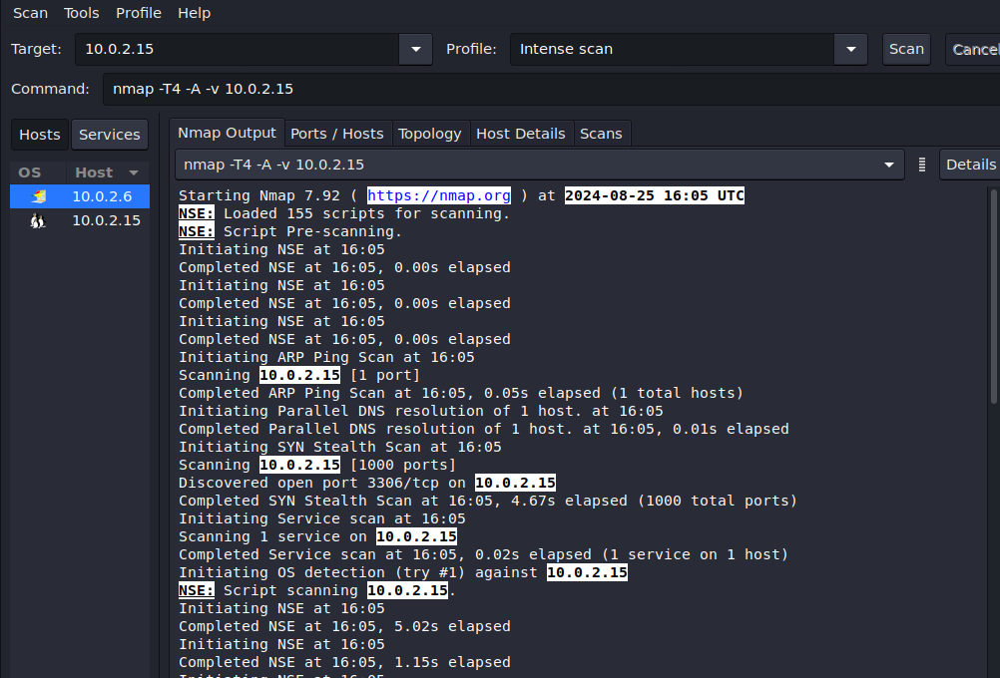 Scan Tools Profile Help
Target: 10.0.2.15 Profile: Intense scan Scan Cancel
Command: nmap -T4 -A -v 10.0.2.15
Hosts Services
OS Host
10.0.2.6
10.0.2.15
Nmap Output Ports / Hosts Topology Host Details Scans
nmap -T4 -A -v 10.0.2.15 Details
Starting Nmap 7.92 ( https://nmap.org ) at 2024-08-25 16:05 UTC
NSE: Loaded 155 scripts for scanning.
NSE: Script Pre-scanning.
Initiating NSE at 16:05
Completed NSE at 16:05, 0.00s elapsed
Initiating NSE at 16:05
Completed NSE at 16:05, 0.00s elapsed
Initiating NSE at 16:05
Completed NSE at 16:05, 0.00s elapsed
Initiating ARP Ping Scan at 16:05
Scanning 10.0.2.15 [1 port]
Completed ARP Ping Scan at 16:05, 0.05s elapsed (1 total hosts)
Initiating Parallel DNS resolution of 1 host. at 16:05
Completed Parallel DNS resolution of 1 host. at 16:05, 0.01s elapsed
Initiating SYN Stealth Scan at 16:05
Scanning 10.0.2.15 [1000 ports]
Discovered open port 3306/tcp on 10.0.2.15
Completed SYN Stealth Scan at 16:05, 4.67s elapsed (1000 total ports)
Initiating Service scan at 16:05
Scanning 1 service on 10.0.2.15
Completed Service scan at 16:05, 0.02s elapsed (1 service on 1 host)
Initiating OS detection (try #1) against 10.0.2.15
NSE: Script scanning 10.0.2.15.
Initiating NSE at 16:05
Completed NSE at 16:05, 5.02s elapsed
Initiating NSE at 16:05
Completed NSE at 16:05, 1.15s elapsed
Initiating NSE at 16:05